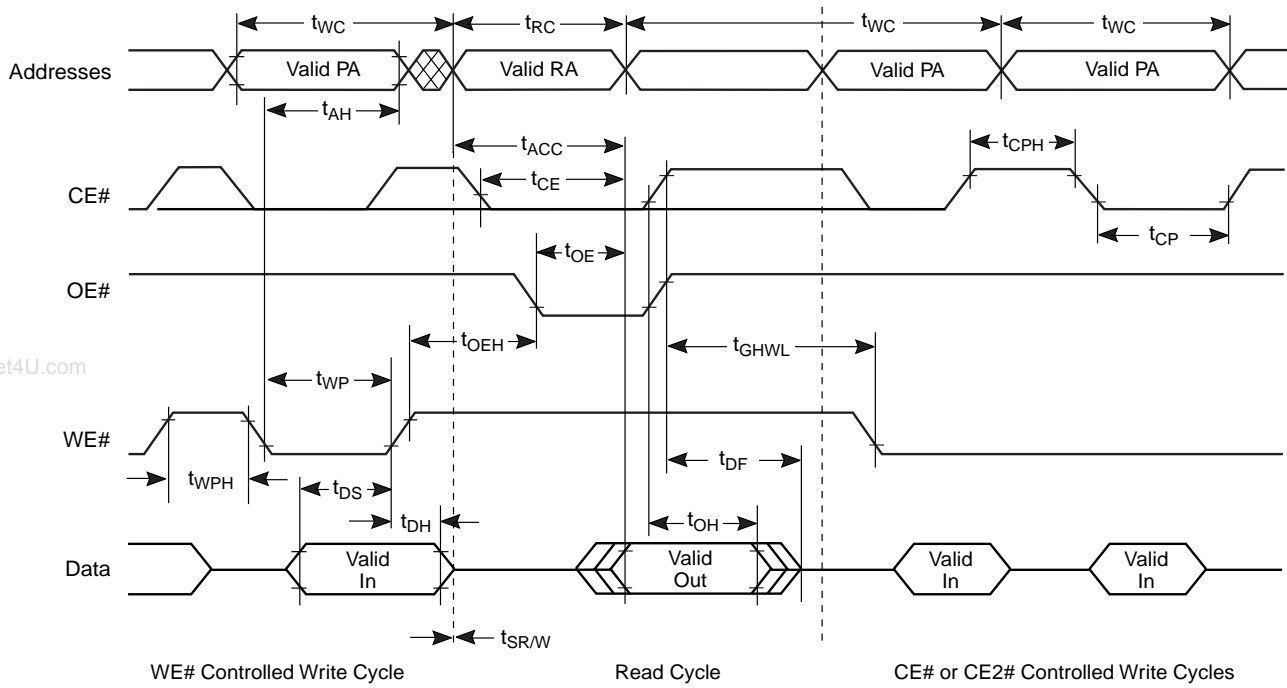 tWC tRC tWC tWC
Addresses Valid PA Valid RA Valid PA Valid PA
tAH
tACC
tCPH
CE# tCE
tCP
tOE
OE#
tOEH tGHWL
et4U.com
tWP
WE#
tDF
tWPH tDS
tDH tOH
Data Valid In Valid Out Valid In Valid In
tSR/W
WE# Controlled Write Cycle Read Cycle CE# or CE2# Controlled Write Cycles